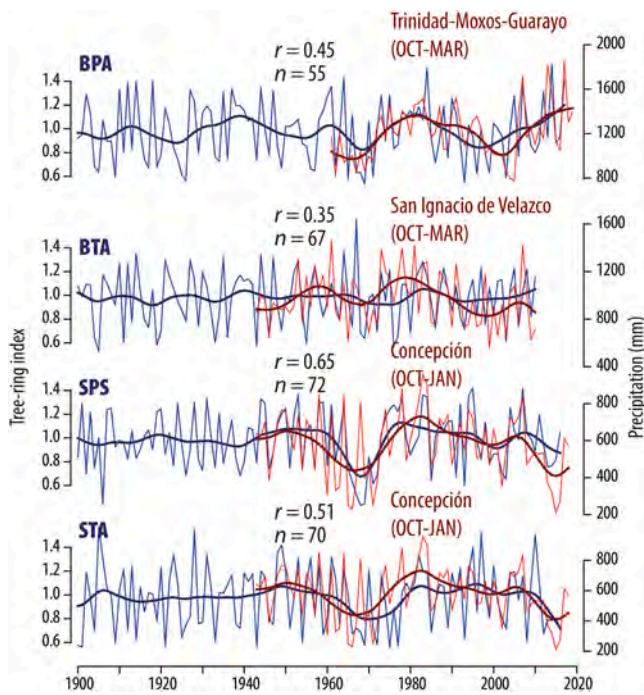 Trinidad-Moxos-Guarayo
(OCT-MAR)
2000
r = 0.45
n = 55
BPA
1.4
1.2
1.0
0.8
0.6
1600
1200
800
San Ignacio de Velazco
(OCT-MAR)
1600
r = 0.35
n = 67
BTA
1.4
1.2
1.0
0.8
0.6
1200
800
400
Concepción
(OCT-JAN)
r = 0.65
n = 72
SPS
1.4
1.2
1.0
0.8
0.6
800
600
400
200
Concepción
(OCT-JAN)
r = 0.51
n = 70
STA
1.4
1.2
1.0
0.8
0.6
800
600
400
200
Tree-ring index
Precipitation (mm)
1900 1920 1940 1960 1980 2000 2020